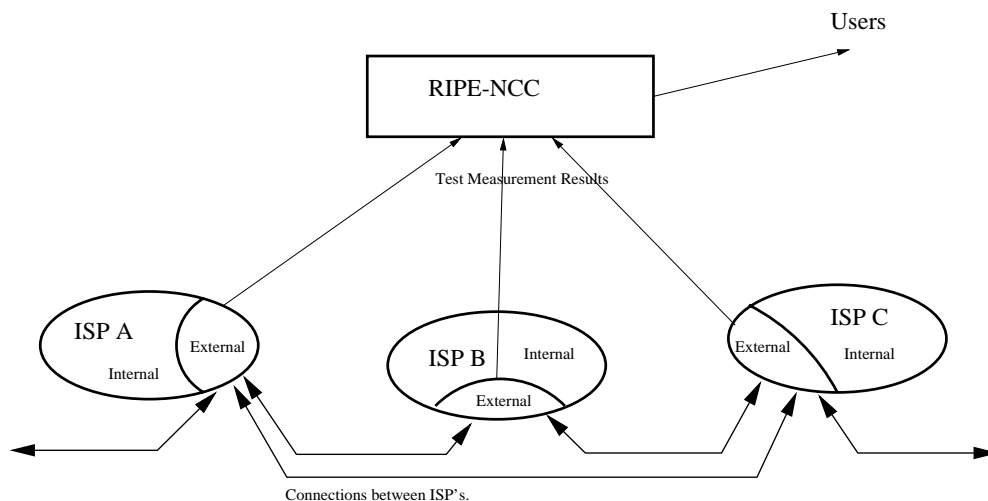 Users
RIPE-NCC
Test Measurement Results
ISP A
External
Internal
ISP B
Internal
External
ISP C
External
Internal
Connections between ISP's.